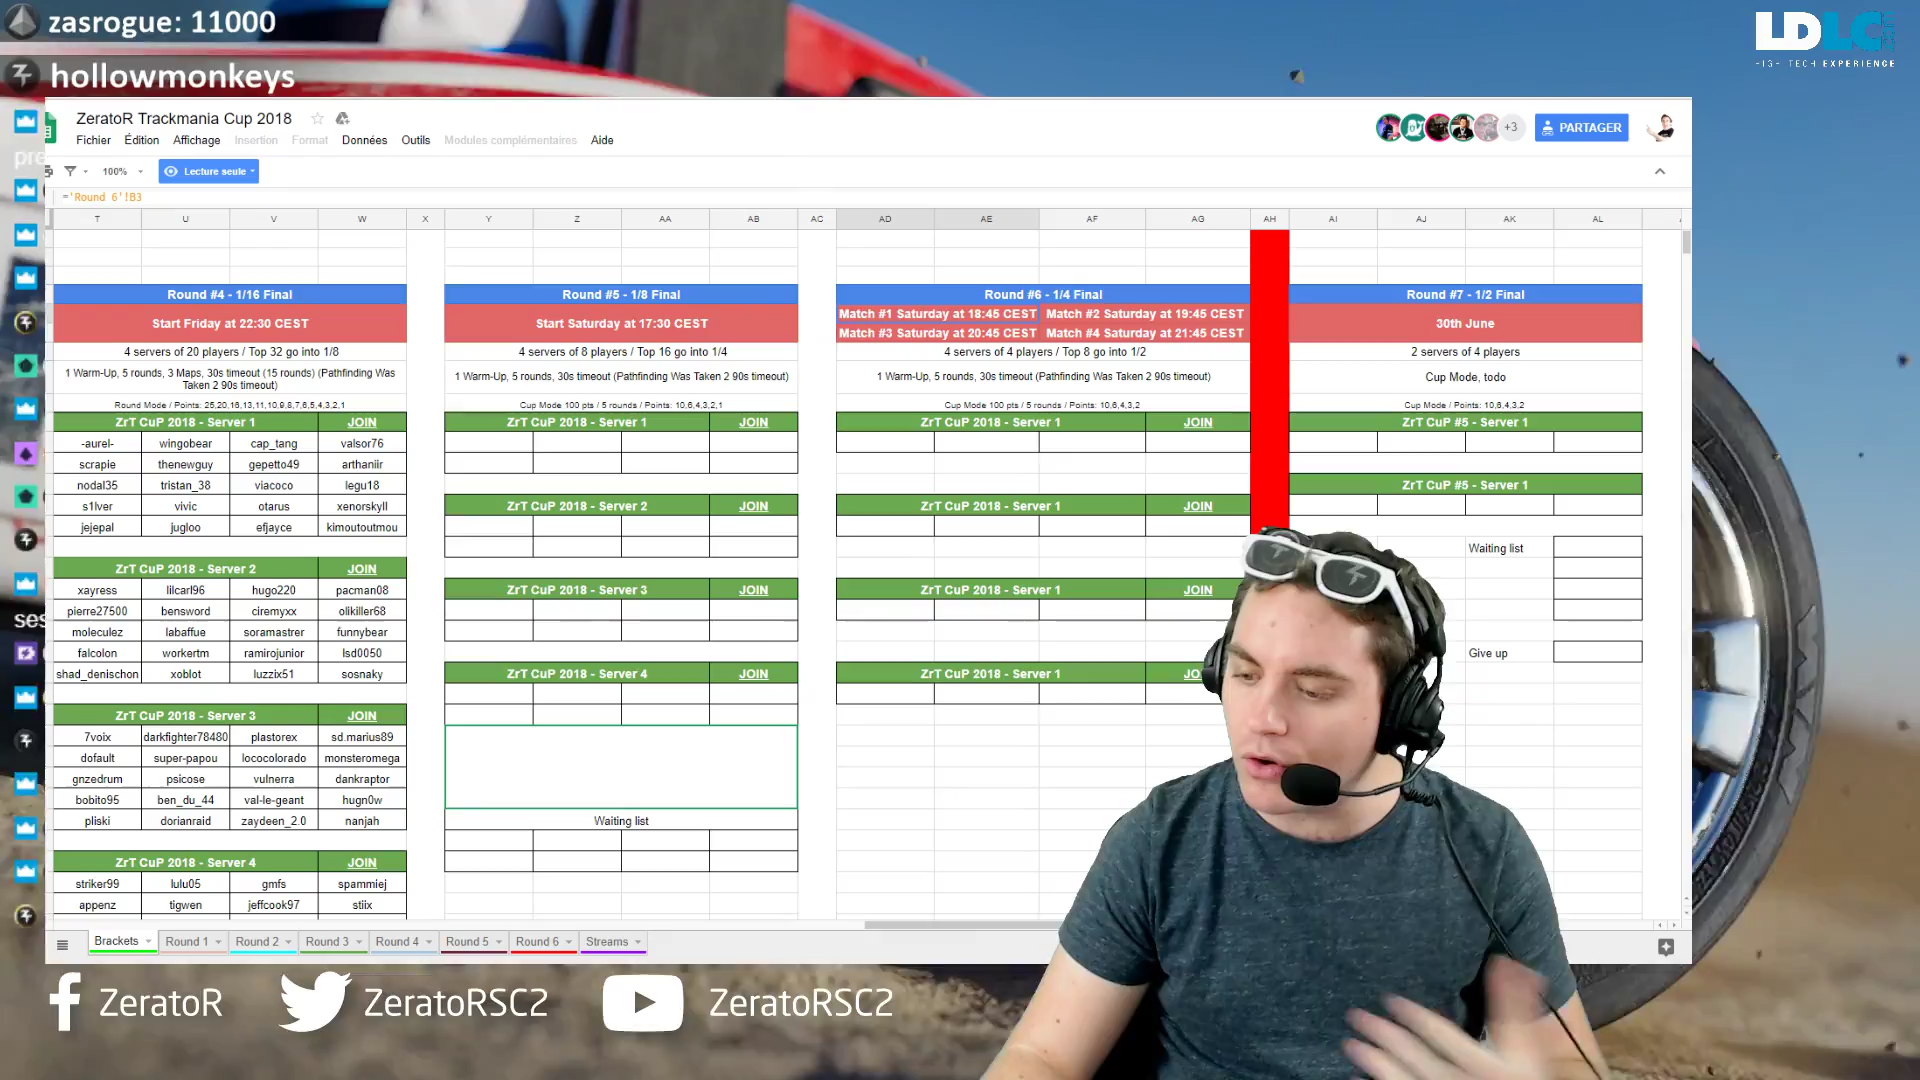 zasrogue: 11000
hollowmonkeys
LDLC
-13- TECH EXPERIENCE
ZeratoR Trackmania Cup 2018
+3
PARTAGER
Fichier Édition Affichage Insertion Format Données Outils Modules complémentaires Aide
100% Lecture seule
='Round 6'!B3
T U V W X Y Z AA AB AC AD AE AF AG AH AI AJ AK AL
Round #4 - 1/16 Final
Start Friday at 22:30 CEST
4 servers of 20 players / Top 32 go into 1/8
1 Warm-Up, 5 rounds, 3 Maps, 30s timeout (15 rounds) (Pathfinding Was
Taken 2 90s timeout)
Round Mode / Points: 25,20,16,13,11,10,9,8,7,6,5,4,3,2,1
ZrT CuP 2018 - Server 1 JOIN
-aurel- wingobear cap_tang valsor76
scrapie thenewguy gepetto49 arthaniir
nodal35 tristan_38 viacoco legu18
s1lver vivic otarus xenorskyll
jejepal jugloo efjayce kimoutoutmou
ZrT CuP 2018 - Server 2 JOIN
xayress lilcarl96 hugo220 pacman08
pierre27500 bensword ciremyxx olikiller68
moleculez labaffue soramastrer funnybear
falcolon workertm ramirojunior lsd0050
shad_denischon xoblot luzzix51 sosnaky
ZrT CuP 2018 - Server 3 JOIN
7voix darkfighter78480 plastorex sd.marius89
dofault super-papou lococolorado monsteromega
gnzedrum psicose vulnerra dankraptor
bobito95 ben_du_44 val-le-geant hugn0w
pliski dorianraid zaydeen_2.0 nanjah
ZrT CuP 2018 - Server 4 JOIN
striker99 lulu05 gmfs spammiej
appenz tigwen jeffcook97 stiix
Round #5 - 1/8 Final
Start Saturday at 17:30 CEST
4 servers of 8 players / Top 16 go into 1/4
1 Warm-Up, 5 rounds, 30s timeout (Pathfinding Was Taken 2 90s timeout)
Cup Mode 100 pts / 5 rounds / Points: 10,6,4,3,2,1
ZrT CuP 2018 - Server 1 JOIN
ZrT CuP 2018 - Server 2 JOIN
ZrT CuP 2018 - Server 3 JOIN
ZrT CuP 2018 - Server 4 JOIN
Waiting list
Round #6 - 1/4 Final
Match #1 Saturday at 18:45 CEST Match #2 Saturday at 19:45 CEST
Match #3 Saturday at 20:45 CEST Match #4 Saturday at 21:45 CEST
4 servers of 4 players / Top 8 go into 1/2
1 Warm-Up, 5 rounds, 30s timeout (Pathfinding Was Taken 2 90s timeout)
Cup Mode 100 pts / 5 rounds / Points: 10,6,4,3,2
ZrT CuP 2018 - Server 1 JOIN
ZrT CuP 2018 - Server 1 JOIN
ZrT CuP 2018 - Server 1 JOIN
ZrT CuP 2018 - Server 1 JO
Round #7 - 1/2 Final
30th June
2 servers of 4 players
Cup Mode, todo
Cup Mode / Points: 10,6,4,3,2
ZrT CuP #5 - Server 1
ZrT CuP #5 - Server 1
Waiting list
Give up
Brackets Round 1 Round 2 Round 3 Round 4 Round 5 Round 6 Streams
pre
ses
ZeratoR ZeratoRSC2 ZeratoRSC2